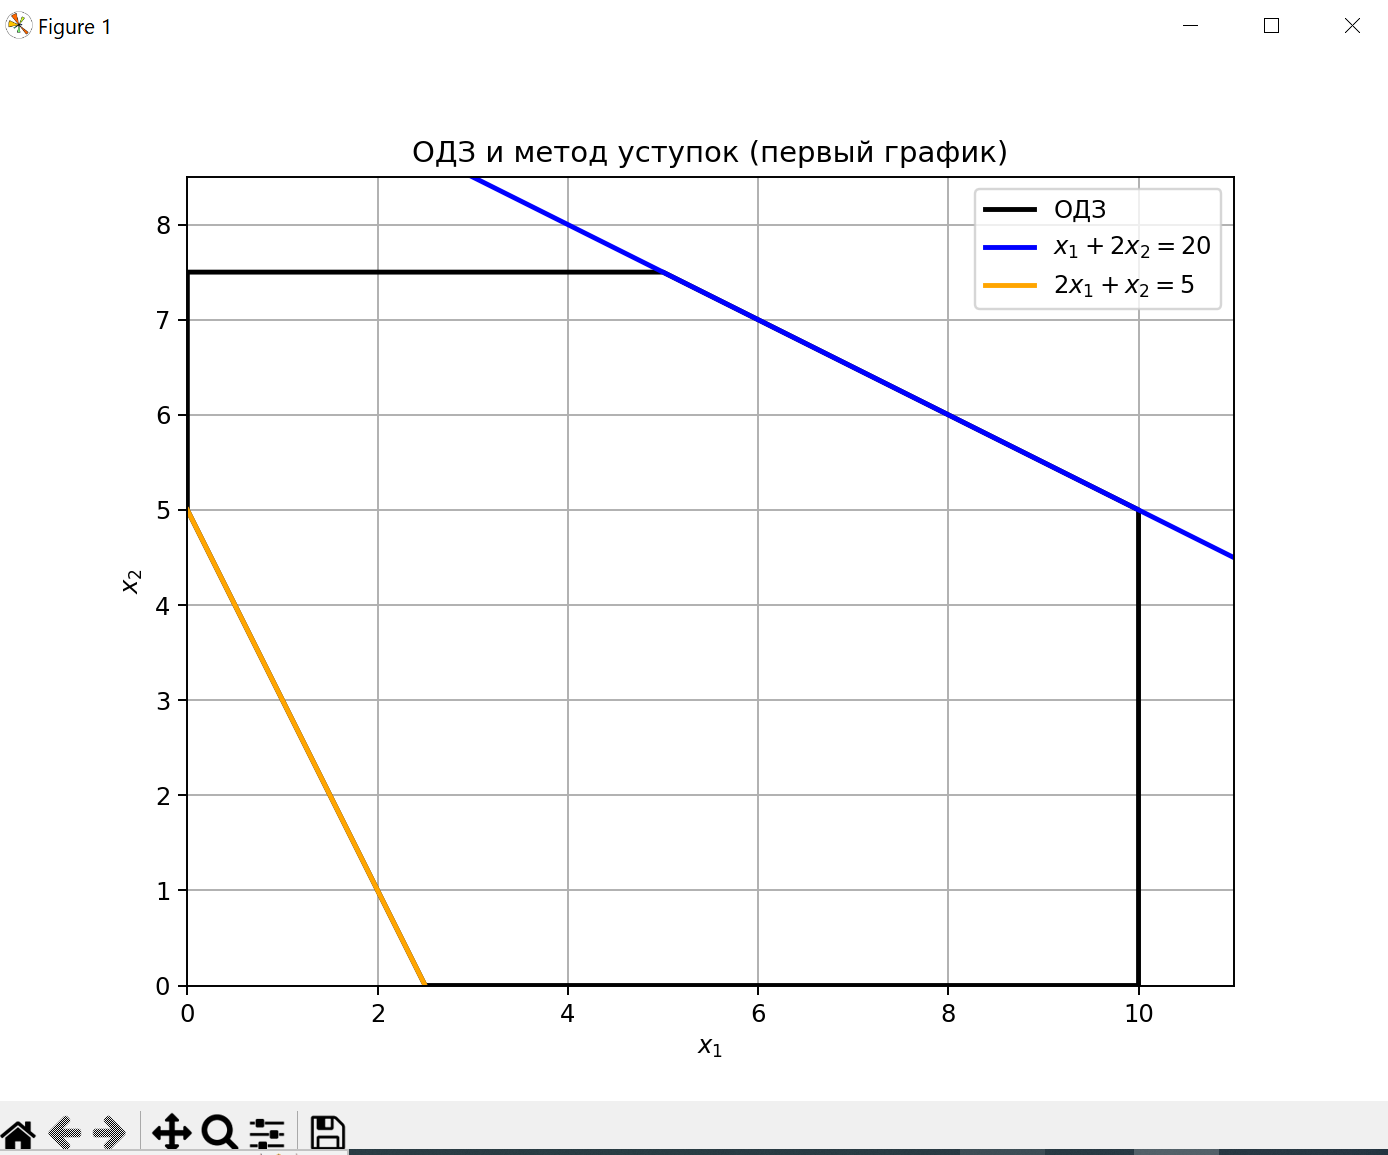 Figure 1
ОДЗ и метод уступок (первый график)
ОДЗ
x₁ + 2x₂ = 20
2x₁ + x₂ = 5
8
7
6
5
4
3
2
1
0
x₂
0 2 4 6 8 10
x₁